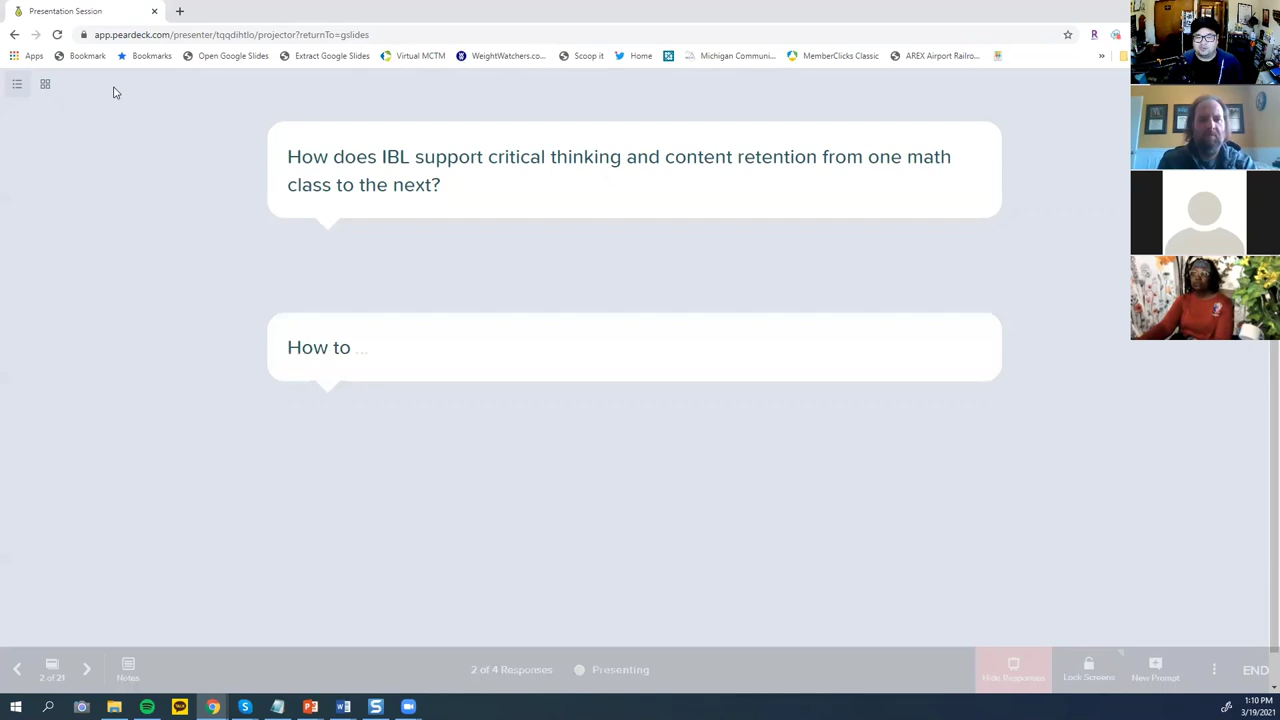 Presentation Session
app.peardeck.com/presenter/tqqdihtlo/projector?returnTo=gslides
Apps Bookmark Bookmarks Open Google Slides Extract Google Slides Virtual MCTM WeightWatchers.co... Scoop it Home Michigan Communi... MemberClicks Classic AREX Airport Railro... »
How does IBL support critical thinking and content retention from one math
class to the next?
How to ...
2 of 21
Notes
2 of 4 Responses
Presenting
Hide Responses
Lock Screens
New Prompt
END
1:10 PM
3/19/2021